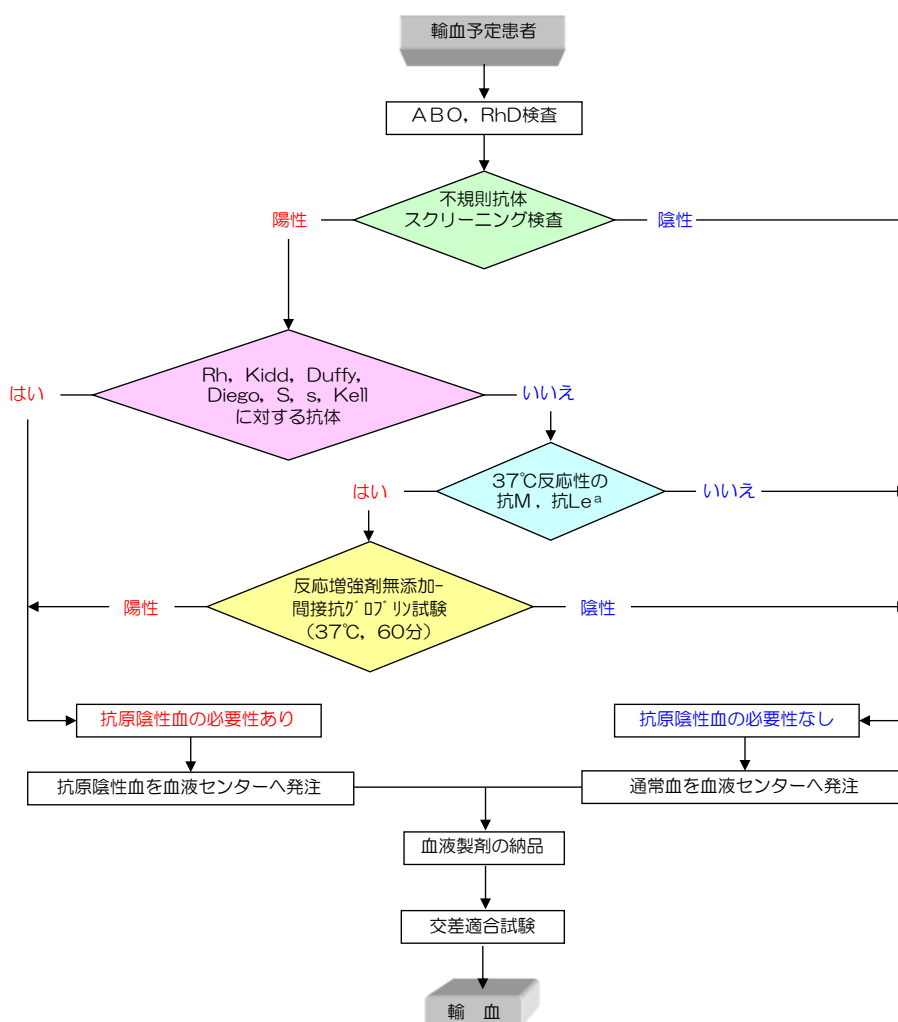 輸血予定患者
ABO，RhD検査
不規則抗体
スクリーニング検査
陽性
陰性
Rh，Kidd，Duffy，
Diego，S，s，Kell
に対する抗体
はい
いいえ
37℃反応性の
抗M，抗Leᵃ
はい
いいえ
反応増強剤無添加-
間接抗ｸﾞﾛﾌﾞﾘﾝ試験
（37℃，60分）
陽性
陰性
抗原陰性血の必要性あり
抗原陰性血の必要性なし
抗原陰性血を血液センターへ発注
通常血を血液センターへ発注
血液製剤の納品
交差適合試験
輸 血